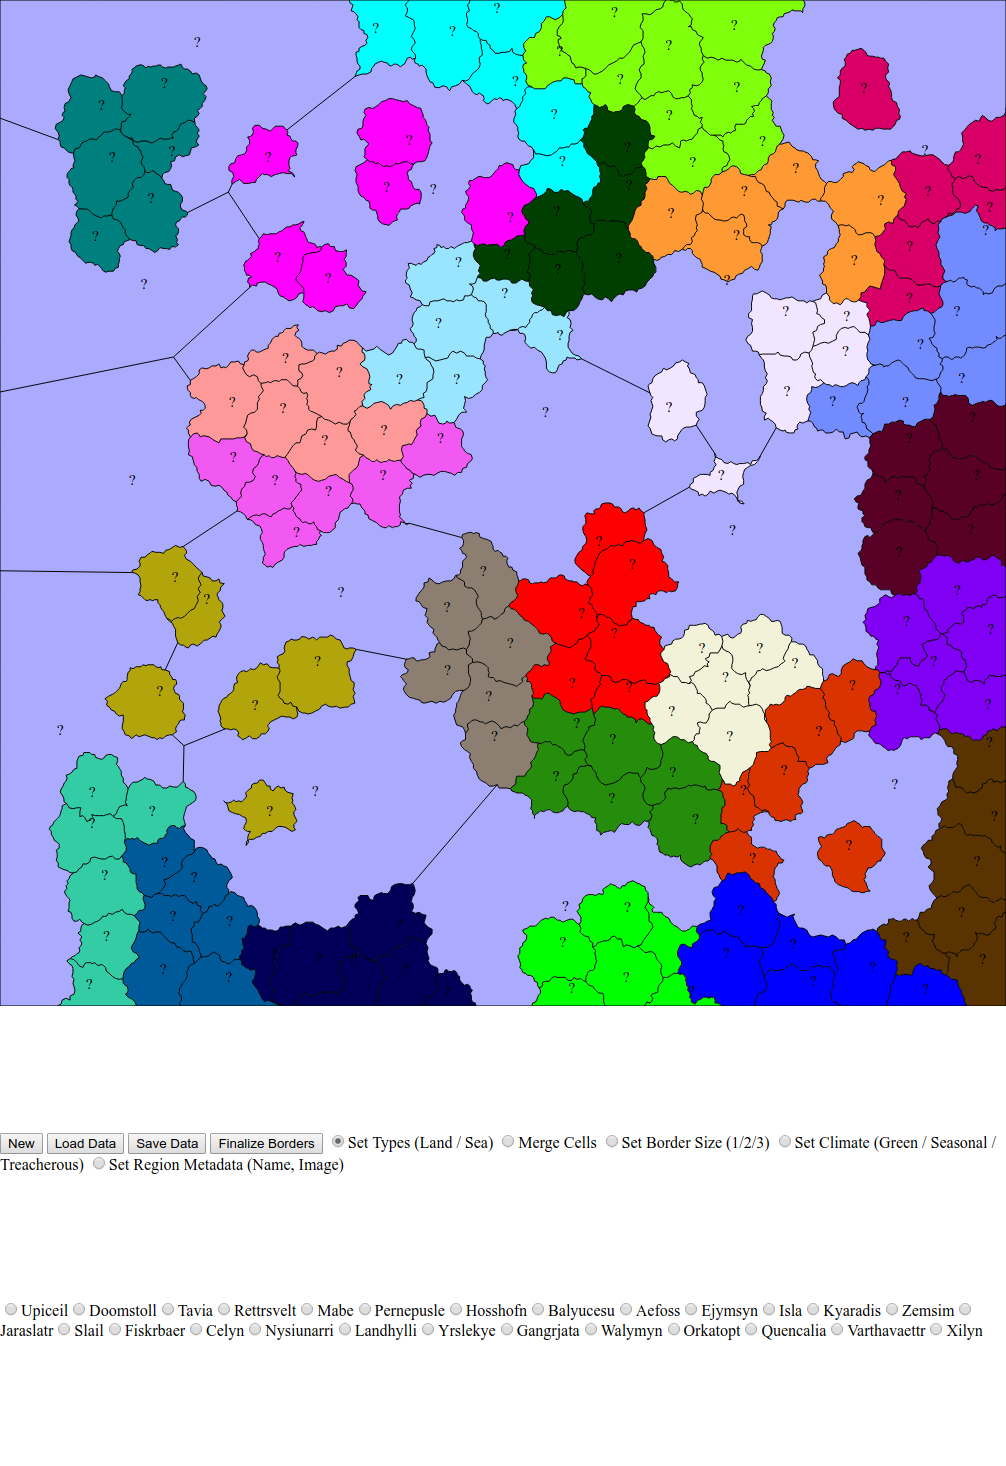 New Load Data Save Data Finalize Borders Set Types (Land / Sea) Merge Cells Set Border Size (1/2/3) Set Climate (Green / Seasonal /
Treacherous) Set Region Metadata (Name, Image)
Upiceil Doomstoll Tavia Rettrsvelt Mabe Pernepusle Hosshofn Balyucesu Aefoss Ejymsyn Isla Kyaradis Zemsim
Jaraslatr Slail Fiskrbaer Celyn Nysiunarri Landhylli Yrslekye Gangrjata Walymyn Orkatopt Quencalia Varthavaettr Xilyn